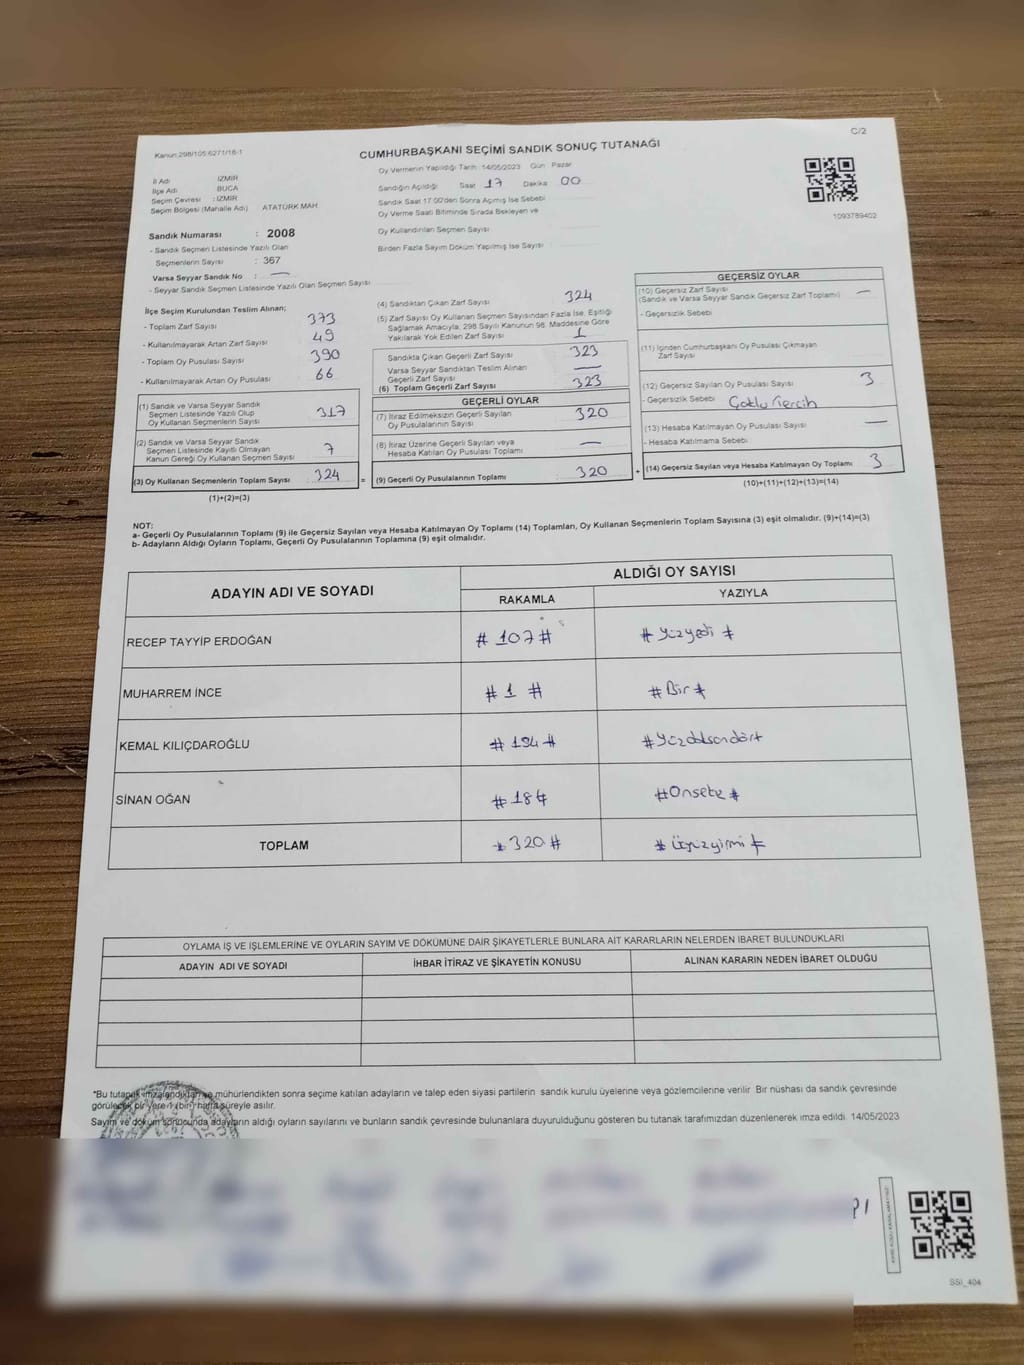 Kanun 298/105 6271/18-1
C/2
CUMHURBAŞKANI SEÇİMİ SANDIK SONUÇ TUTANAĞI
Oy Vermenin Yapıldığı Tarih 14/05/2023 Gün Pazar
Sandığın Açıldığı Saat 17 Dakika 00
Sandık Saat 17:00'den Sonra Açmış İse Sebebi
Oy Verme Saati Bitiminde Sırada Bekleyen ve
Oy Kullandırılan Seçmen Sayısı
Birden Fazla Sayım Döküm Yapılmış İse Sayısı
1093789402
İl Adı İZMİR
İlçe Adı BUCA
Seçim Çevresi : İZMİR
Seçim Bölgesi (Mahalle Adı) ATATÜRK MAH.
Sandık Numarası : 2008
- Sandık Seçmen Listesinde Yazılı Olan
Seçmenlerin Sayısı : 367
Varsa Seyyar Sandık No : —
- Seyyar Sandık Seçmen Listesinde Yazılı Olan Seçmen Sayısı
İlçe Seçim Kurulundan Teslim Alınan;
- Toplam Zarf Sayısı 373
- Kullanılmayarak Artan Zarf Sayısı 49
- Toplam Oy Pusulası Sayısı 390
- Kullanılmayarak Artan Oy Pusulası 66
(1) Sandık ve Varsa Seyyar Sandık
Seçmen Listesinde Yazılı Olup
Oy Kullanan Seçmenlerin Sayısı 317
(2) Sandık ve Varsa Seyyar Sandık
Seçmen Listesinde Kayıtlı Olmayan
Kanun Gereği Oy Kullanan Seçmen Sayısı 7
(3) Oy Kullanan Seçmenlerin Toplam Sayısı 324
(1)+(2)=(3)
(4) Sandıktan Çıkan Zarf Sayısı 324
(5) Zarf Sayısı Oy Kullanan Seçmen Sayısından Fazla İse, Eşitliği
Sağlamak Amacıyla, 298 Sayılı Kanunun 98. Maddesine Göre
Yakılarak Yok Edilen Zarf Sayısı 1
Sandıkta Çıkan Geçerli Zarf Sayısı 323
Varsa Seyyar Sandıktan Teslim Alınan
Geçerli Zarf Sayısı —
(6) Toplam Geçerli Zarf Sayısı 323
GEÇERLİ OYLAR
(7) İtiraz Edilmeksizin Geçerli Sayılan
Oy Pusulalarının Sayısı 320
(8) İtiraz Üzerine Geçerli Sayılan veya
Hesaba Katılan Oy Pusulası Toplamı —
= (9) Geçerli Oy Pusulalarının Toplamı 320 +
GEÇERSİZ OYLAR
(10) Geçersiz Zarf Sayısı
(Sandık ve Varsa Seyyar Sandık Geçersiz Zarf Toplamı) —
- Geçersizlik Sebebi
(11) İçinden Cumhurbaşkanı Oy Pusulası Çıkmayan
Zarf Sayısı
(12) Geçersiz Sayılan Oy Pusulası Sayısı 3
- Geçersizlik Sebebi Çoklu Tercih
(13) Hesaba Katılmayan Oy Pusulası Sayısı —
- Hesaba Katılmama Sebebi
(14) Geçersiz Sayılan veya Hesaba Katılmayan Oy Toplamı 3
(10)+(11)+(12)+(13)=(14)
NOT:
a- Geçerli Oy Pusulalarının Toplamı (9) ile Geçersiz Sayılan veya Hesaba Katılmayan Oy Toplamı (14) Toplamları, Oy Kullanan Seçmenlerin Toplam Sayısına (3) eşit olmalıdır. (9)+(14)=(3)
b- Adayların Aldığı Oyların Toplamı, Geçerli Oy Pusulalarının Toplamına (9) eşit olmalıdır.
ADAYIN ADI VE SOYADI
ALDIĞI OY SAYISI
RAKAMLA YAZIYLA
RECEP TAYYİP ERDOĞAN # 107 # # Yüzyedi #
MUHARREM İNCE # 1 # # Bir #
KEMAL KILIÇDAROĞLU # 194 # # Yüzdoksandört
SİNAN OĞAN # 18 # # Onsekiz #
TOPLAM # 320 # # Üçyüzyirmi #
OYLAMA İŞ VE İŞLEMLERİNE VE OYLARIN SAYIM VE DÖKÜMÜNE DAİR ŞİKAYETLERLE BUNLARA AİT KARARLARIN NELERDEN İBARET BULUNDUKLARI
ADAYIN ADI VE SOYADI İHBAR İTİRAZ VE ŞİKAYETİN KONUSU ALINAN KARARIN NEDEN İBARET OLDUĞU
*Bu tutanak imzalandıktan ve mühürlendikten sonra seçime katılan adayların ve talep eden siyasi partilerin sandık kurulu üyelerine veya gözlemcilerine verilir. Bir nüshası da sandık çevresinde
görülecek bir yere 1 (bir) hafta süreyle asılır.
Sayım ve döküm sonucunda adayların aldığı oyların sayılarını ve bunların sandık çevresinde bulunanlara duyurulduğunu gösteren bu tutanak tarafımızdan düzenlenerek imza edildi. 14/05/2023
SSI_404